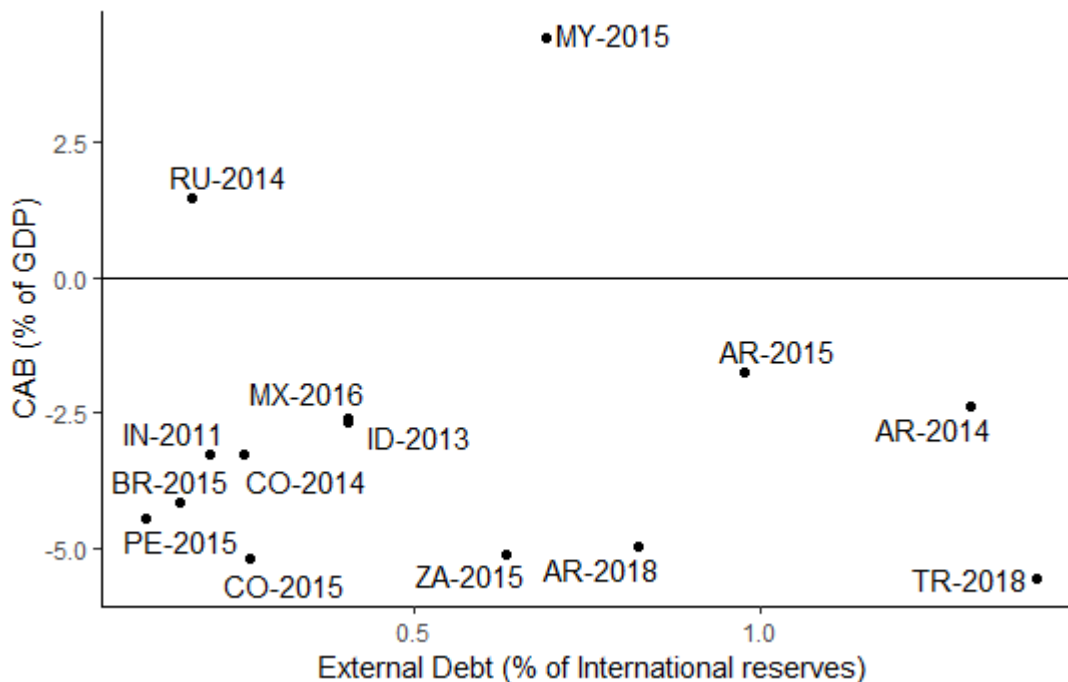 MY-2015
2.5
RU-2014
0.0
CAB (% of GDP)
AR-2015
MX-2016
-2.5
AR-2014
IN-2011
ID-2013
BR-2015
CO-2014
PE-2015
-5.0
CO-2015
ZA-2015
AR-2018
TR-2018
0.5
1.0
External Debt (% of International reserves)